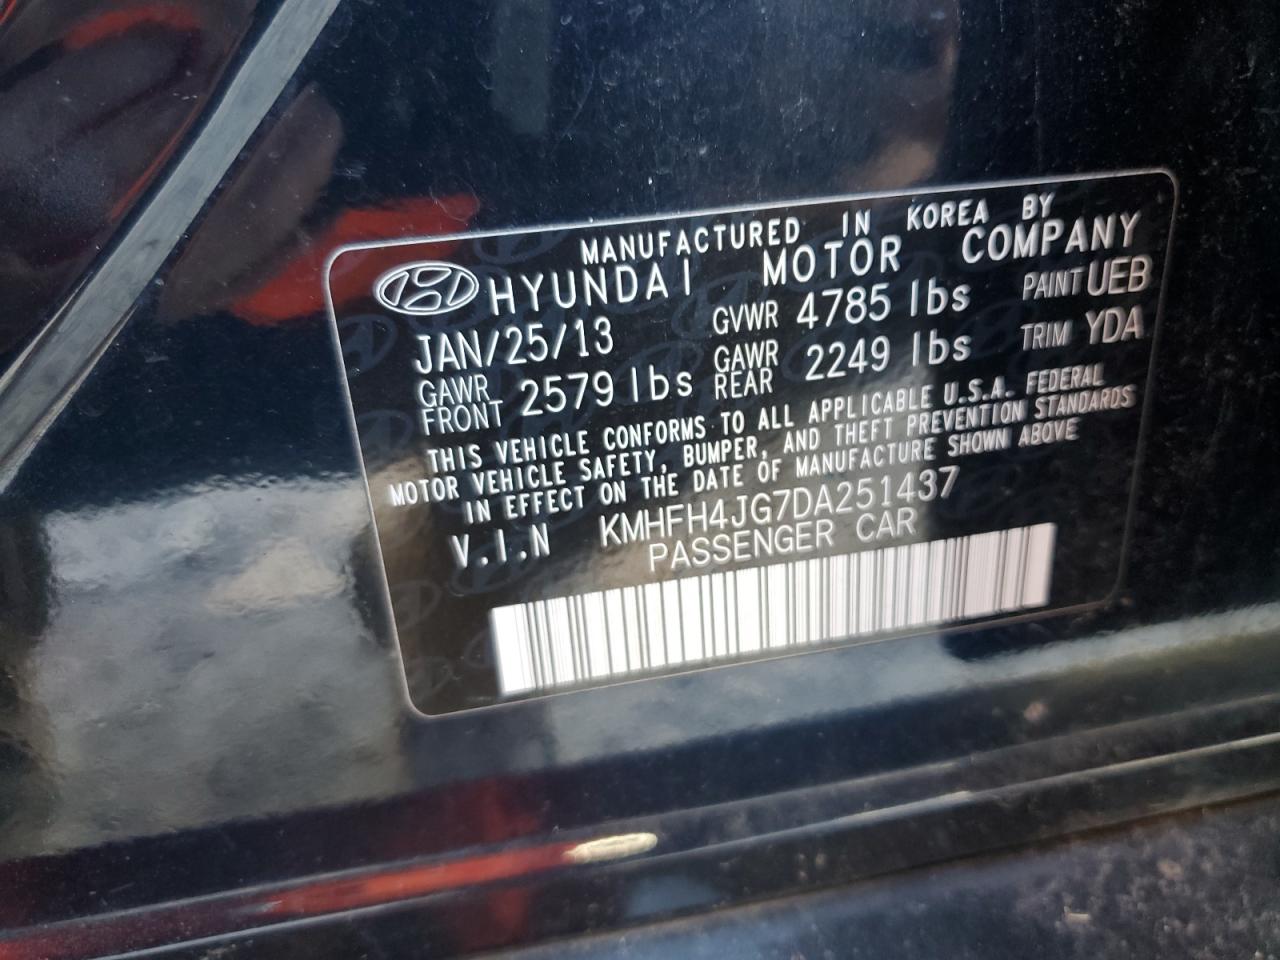 MANUFACTURED IN KOREA BY
HYUNDAI MOTOR COMPANY
JAN/25/13 GVWR 4785 lbs PAINT UEB
GAWR FRONT 2579 lbs GAWR REAR 2249 lbs TRIM YDA
THIS VEHICLE CONFORMS TO ALL APPLICABLE U.S.A. FEDERAL
MOTOR VEHICLE SAFETY, BUMPER, AND THEFT PREVENTION STANDARDS
IN EFFECT ON THE DATE OF MANUFACTURE SHOWN ABOVE
V.I.N KMHFH4JG7DA251437
PASSENGER CAR